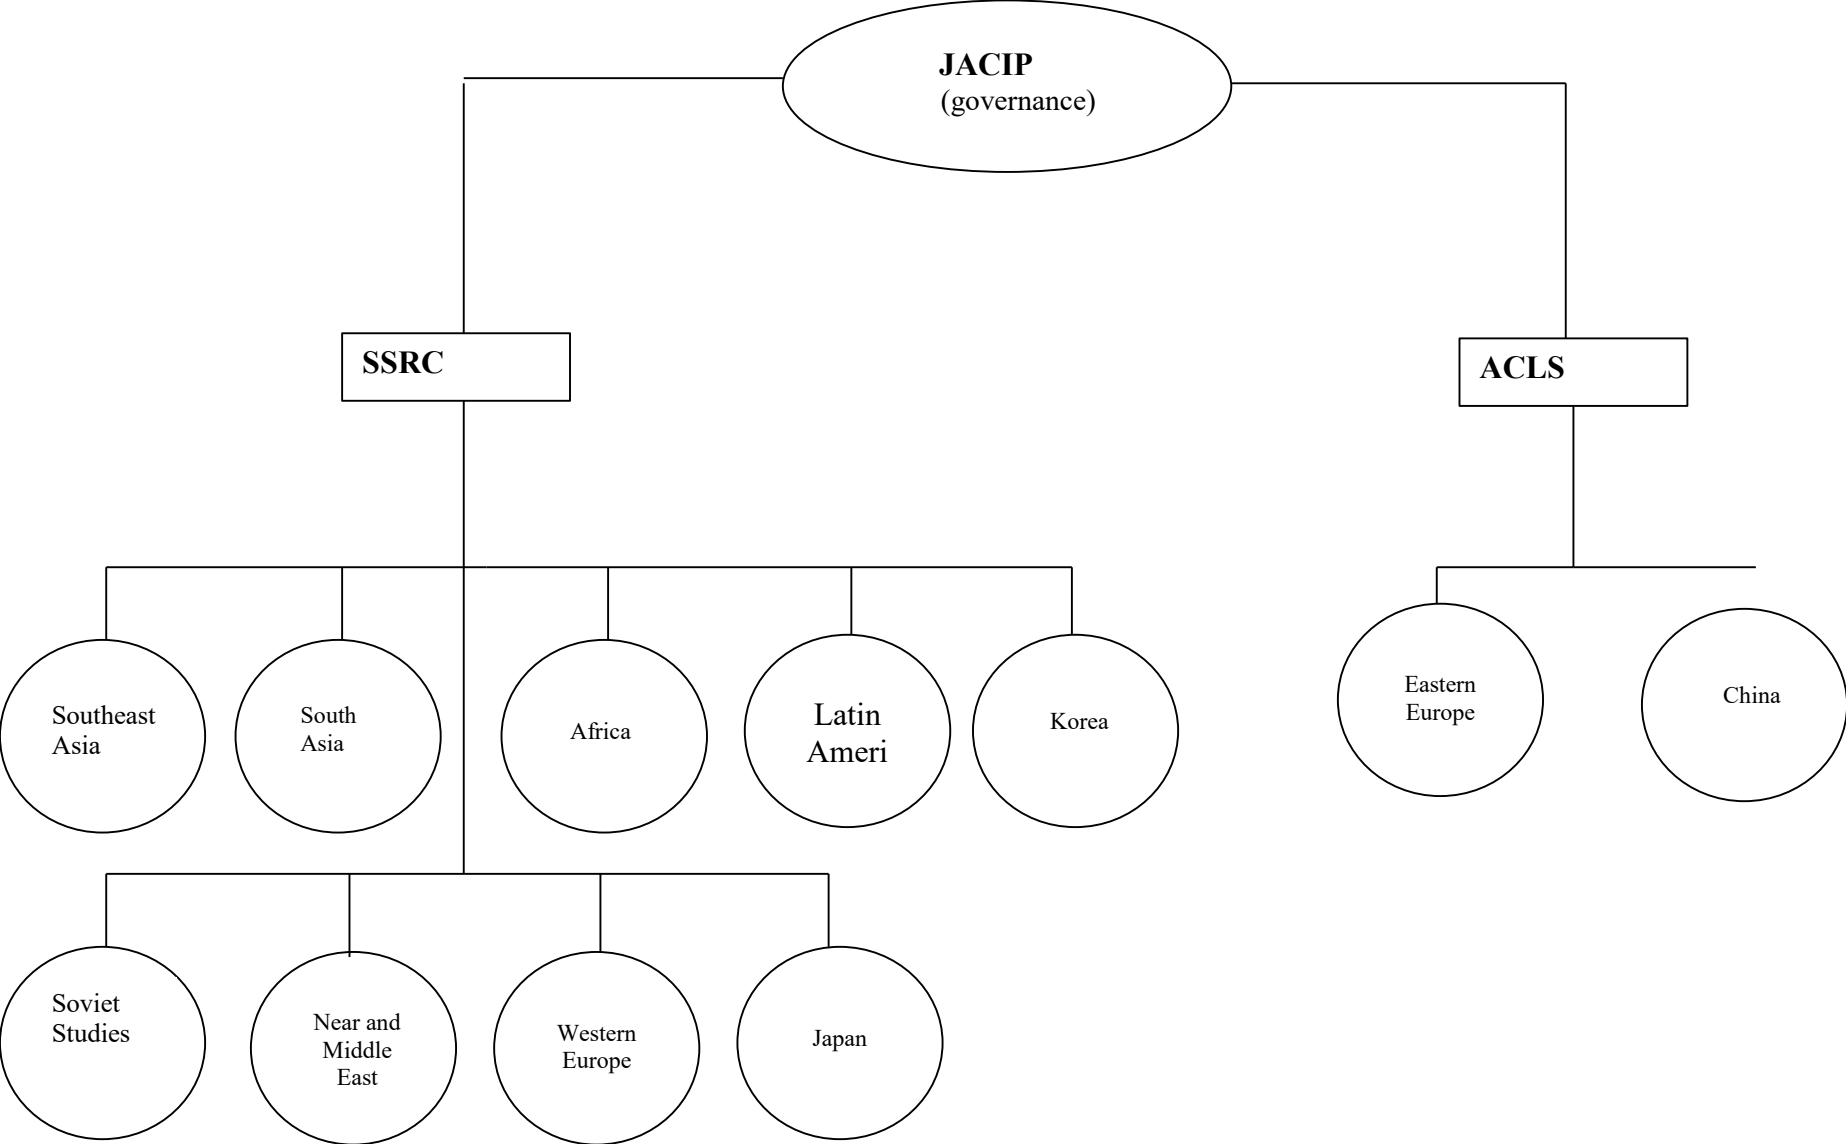 JACIP
(governance)
SSRC
ACLS
Southeast
Asia
South
Asia
Africa
Latin
Ameri
Korea
Eastern
Europe
China
Soviet
Studies
Near and
Middle
East
Western
Europe
Japan